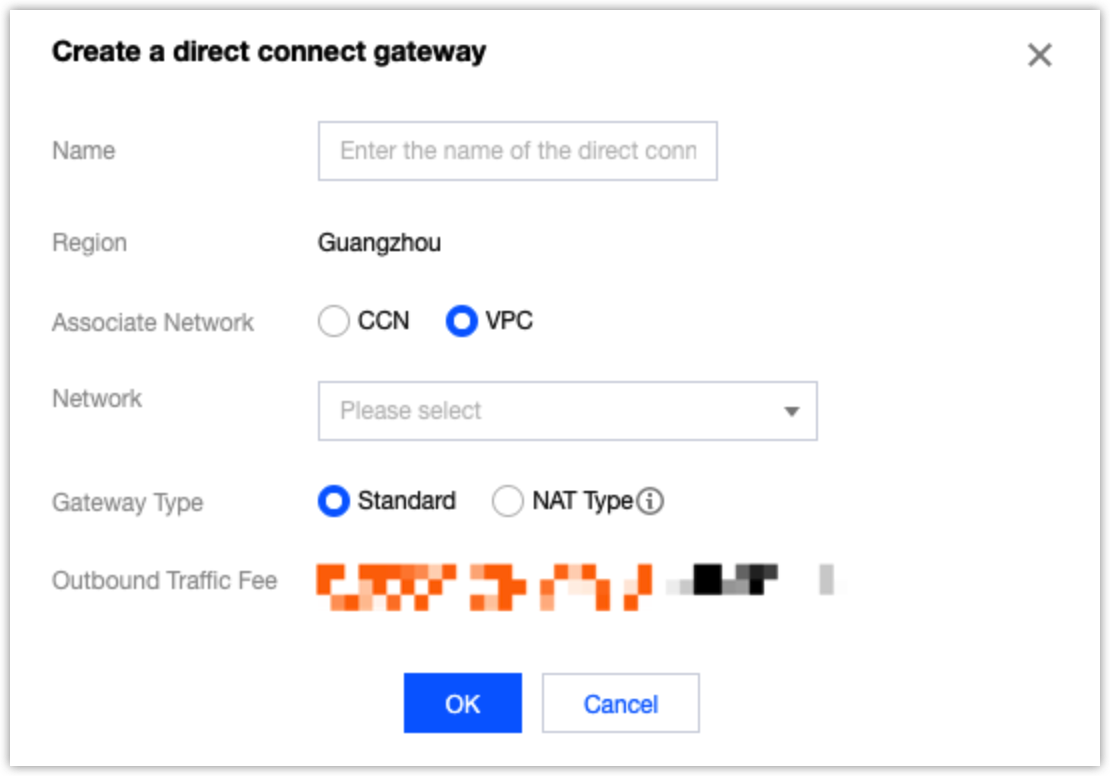 Create a direct connect gateway
Name
Enter the name of the direct conn
Region
Guangzhou
Associate Network
CCN
VPC
Network
Please select
Gateway Type
Standard
NAT Type
Outbound Traffic Fee
OK
Cancel